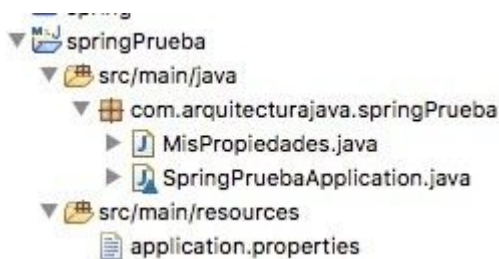 springPrueba
src/main/java
com.arquitecturajava.springPrueba
MisPropiedades.java
SpringPruebaApplication.java
src/main/resources
application.properties